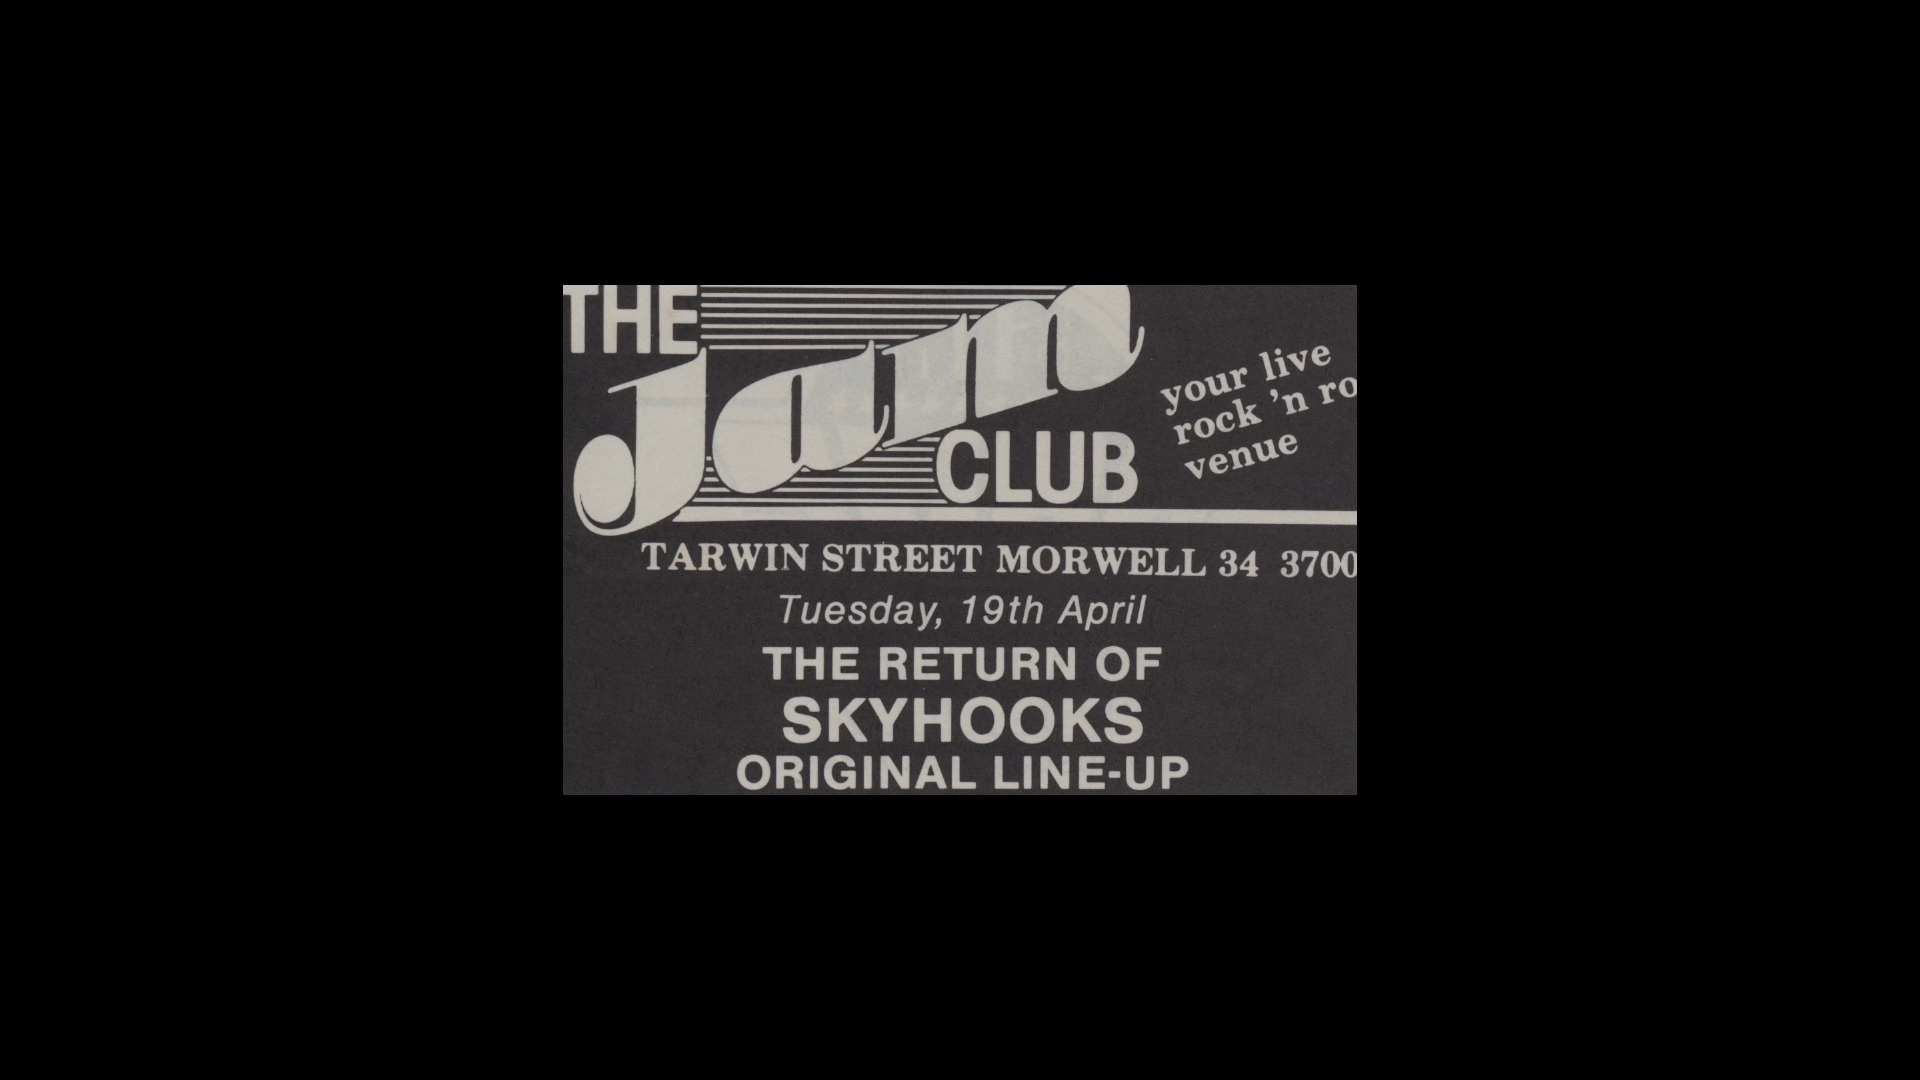 THE
Jam
CLUB
your live
rock 'n ro
venue
TARWIN STREET MORWELL 34 3700
Tuesday, 19th April
THE RETURN OF
SKYHOOKS
ORIGINAL LINE-UP